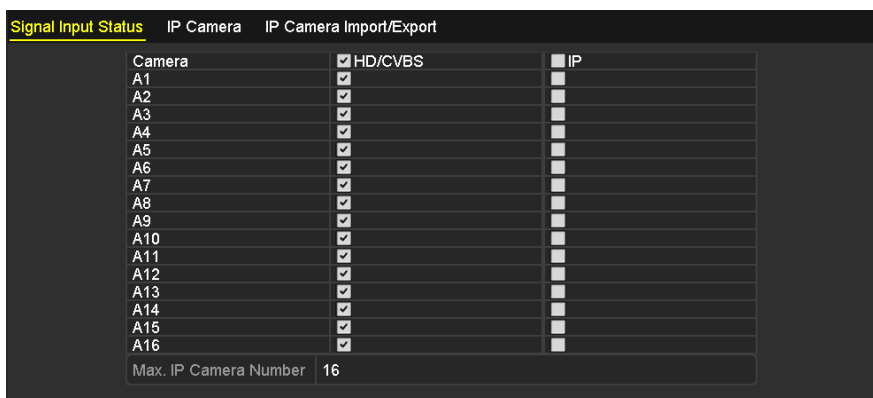 Signal Input Status IP Camera IP Camera Import/Export
Camera HD/CVBS IP
A1
A2
A3
A4
A5
A6
A7
A8
A9
A10
A11
A12
A13
A14
A15
A16
Max. IP Camera Number 16